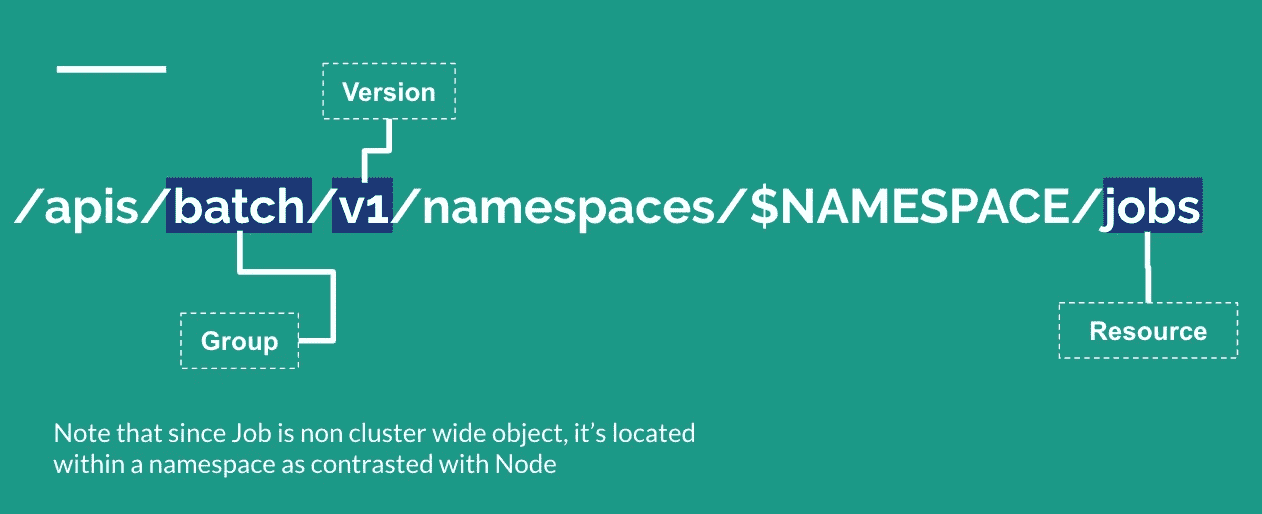 Version
/apis/batch/v1/namespaces/$NAMESPACE/jobs
Group
Resource
Note that since Job is non cluster wide object, it’s located
within a namespace as contrasted with Node